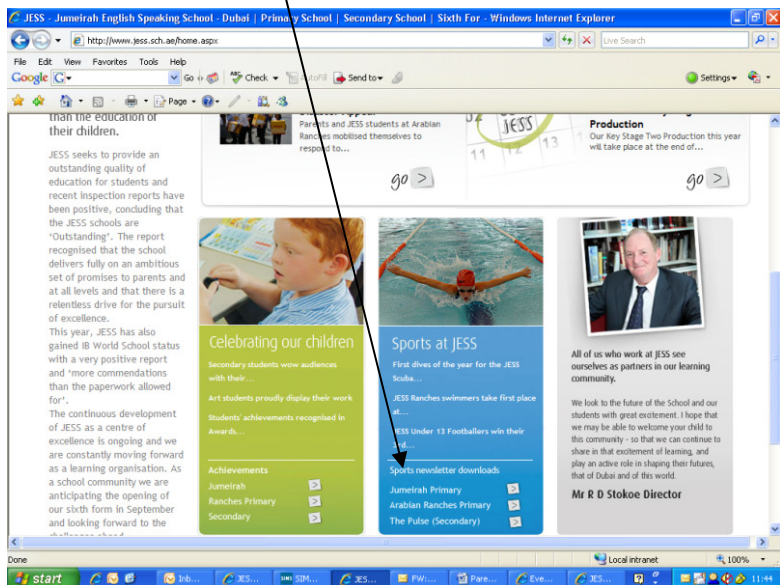 JESS - Jumeirah English Speaking School - Dubai | Primary School | Secondary School | Sixth For - Windows Internet Explorer
http://www.jess.sch.ae/home.aspx
Live Search
File Edit View Favorites Tools Help
Google G Go Check AutoFill Send to Settings
Page
than the education of
their children.
JESS seeks to provide an
outstanding quality of
education for students and
recent inspection reports have
been positive, concluding that
the JESS schools are
'Outstanding'. The report
recognised that the school
delivers fully on an ambitious
set of promises to parents and
at all levels and that there is a
relentless drive for the pursuit
of excellence.
This year, JESS has also
gained IB World School status
with a very positive report
and 'more commendations
than the paperwork allowed
for'.
The continuous development
of JESS as a centre of
excellence is ongoing and we
are constantly moving forward
as a learning organisation. As
a school community we are
anticipating the opening of
our sixth form in September
and looking forward to the
challenges ahead
Parents and JESS students at Arabian
Ranches mobilised themselves to
respond to...
go >
12
JESS
11 12 13
Production
Our Key Stage Two Production this year
will take place at the end of...
go >
Celebrating our children
Secondary students wow audiences
with their...
Art students proudly display their work
Students' achievements recognised in
Awards...
Achievements
Jumeirah >
Ranches Primary >
Secondary >
Sports at JESS
First dives of the year for the JESS
Scuba...
JESS Ranches swimmers take first place
at...
JESS Under 13 Footballers win their
3rd...
Sports newsletter downloads
Jumeirah Primary >
Arabian Ranches Primary >
The Pulse (Secondary) >
All of us who work at JESS see
ourselves as partners in our learning
community.
We look to the future of the School and our
students with great excitement. I hope that
we may be able to welcome your child to
this community - so that we can continue to
share in that excitement of learning, and
play an active role in shaping their futures,
that of Dubai and of this world.
Mr R D Stokoe Director
Done Local intranet 100%
start Inb... JES... SIM... JES... FW:... Pare... Eve... JES... 11:44